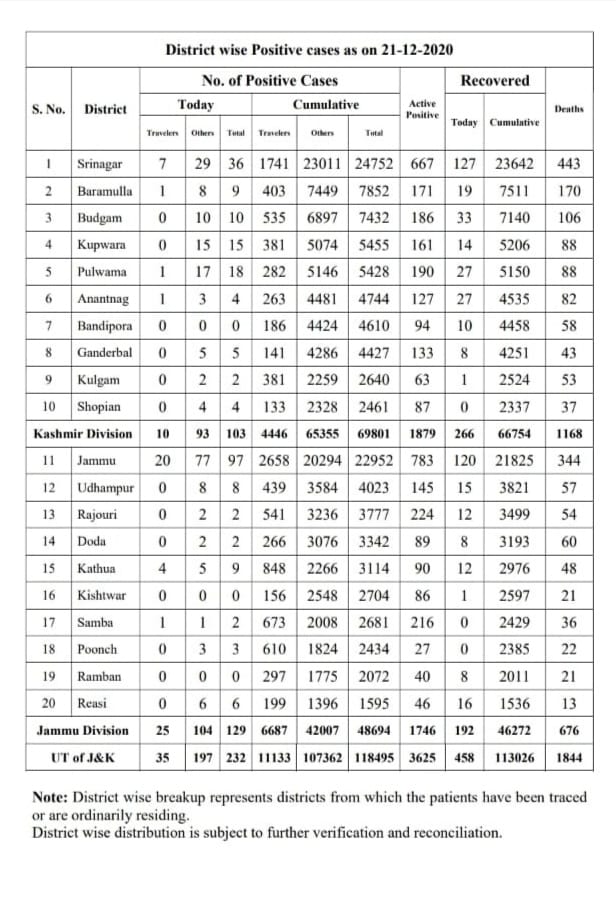 District wise Positive cases as on 21-12-2020
No. of Positive Cases Recovered
S. No. District Today Cumulative Active Positive Deaths
Today Cumulative
Travelers Others Total Travelers Others Total
1 Srinagar 7 29 36 1741 23011 24752 667 127 23642 443
2 Baramulla 1 8 9 403 7449 7852 171 19 7511 170
3 Budgam 0 10 10 535 6897 7432 186 33 7140 106
4 Kupwara 0 15 15 381 5074 5455 161 14 5206 88
5 Pulwama 1 17 18 282 5146 5428 190 27 5150 88
6 Anantnag 1 3 4 263 4481 4744 127 27 4535 82
7 Bandipora 0 0 0 186 4424 4610 94 10 4458 58
8 Ganderbal 0 5 5 141 4286 4427 133 8 4251 43
9 Kulgam 0 2 2 381 2259 2640 63 1 2524 53
10 Shopian 0 4 4 133 2328 2461 87 0 2337 37
Kashmir Division 10 93 103 4446 65355 69801 1879 266 66754 1168
11 Jammu 20 77 97 2658 20294 22952 783 120 21825 344
12 Udhampur 0 8 8 439 3584 4023 145 15 3821 57
13 Rajouri 0 2 2 541 3236 3777 224 12 3499 54
14 Doda 0 2 2 266 3076 3342 89 8 3193 60
15 Kathua 4 5 9 848 2266 3114 90 12 2976 48
16 Kishtwar 0 0 0 156 2548 2704 86 1 2597 21
17 Samba 1 1 2 673 2008 2681 216 0 2429 36
18 Poonch 0 3 3 610 1824 2434 27 0 2385 22
19 Ramban 0 0 0 297 1775 2072 40 8 2011 21
20 Reasi 0 6 6 199 1396 1595 46 16 1536 13
Jammu Division 25 104 129 6687 42007 48694 1746 192 46272 676
UT of J&K 35 197 232 11133 107362 118495 3625 458 113026 1844
Note: District wise breakup represents districts from which the patients have been traced
or are ordinarily residing.
District wise distribution is subject to further verification and reconciliation.